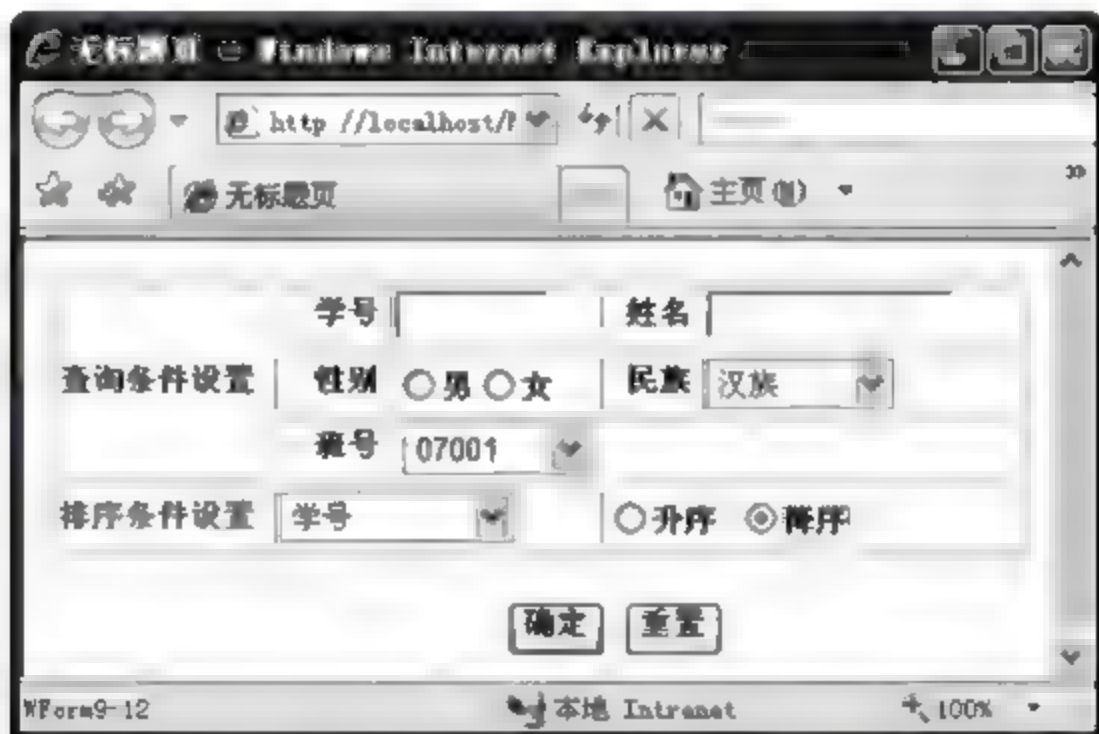 无标题页 - Windows Internet Explorer
http //localhost/
无标题页 主页(N) »
学号 姓名
查询条件设置 性别 男 女 民族 汉族
班号 07001
排序条件设置 学号 升序 降序
确定 重置
WForm9-12 本地 Intranet 100%